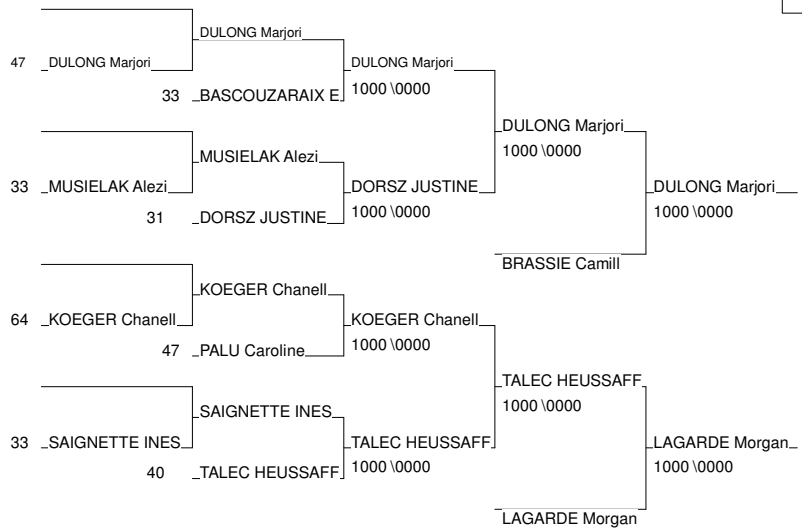 DULONG Marjori
47 DULONG Marjori DULONG Marjori
33 BASCOUZARAIX E 1000 \0000
DULONG Marjori
1000 \0000
MUSIELAK Alezi
33 MUSIELAK Alezi DORSZ JUSTINE DULONG Marjori
31 DORSZ JUSTINE 1000 \0000 1000 \0000
BRASSIE Camill
KOEGER Chanell
64 KOEGER Chanell KOEGER Chanell
47 PALU Caroline 1000 \0000
TALEC HEUSSAFF
1000 \0000
SAIGNETTE INES
33 SAIGNETTE INES TALEC HEUSSAFF LAGARDE Morgan
40 TALEC HEUSSAFF 1000 \0000 1000 \0000
LAGARDE Morgan